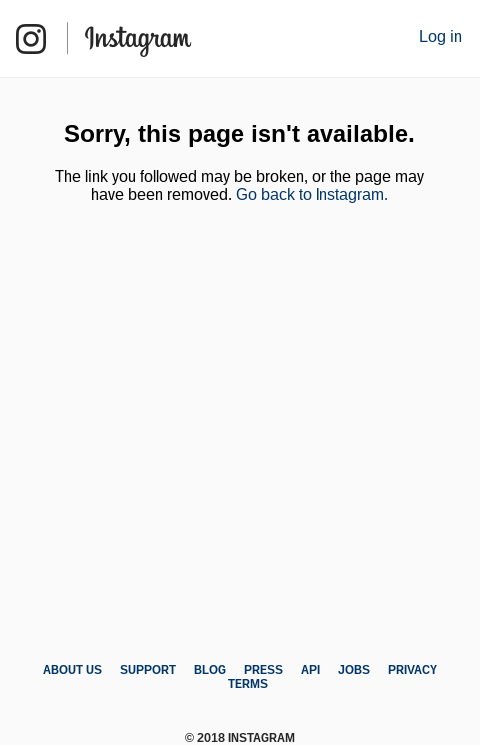 Instagram
Log in
Sorry, this page isn't available.
The link you followed may be broken, or the page may
have been removed. Go back to Instagram.
ABOUT US SUPPORT BLOG PRESS API JOBS PRIVACY
TERMS
© 2018 INSTAGRAM